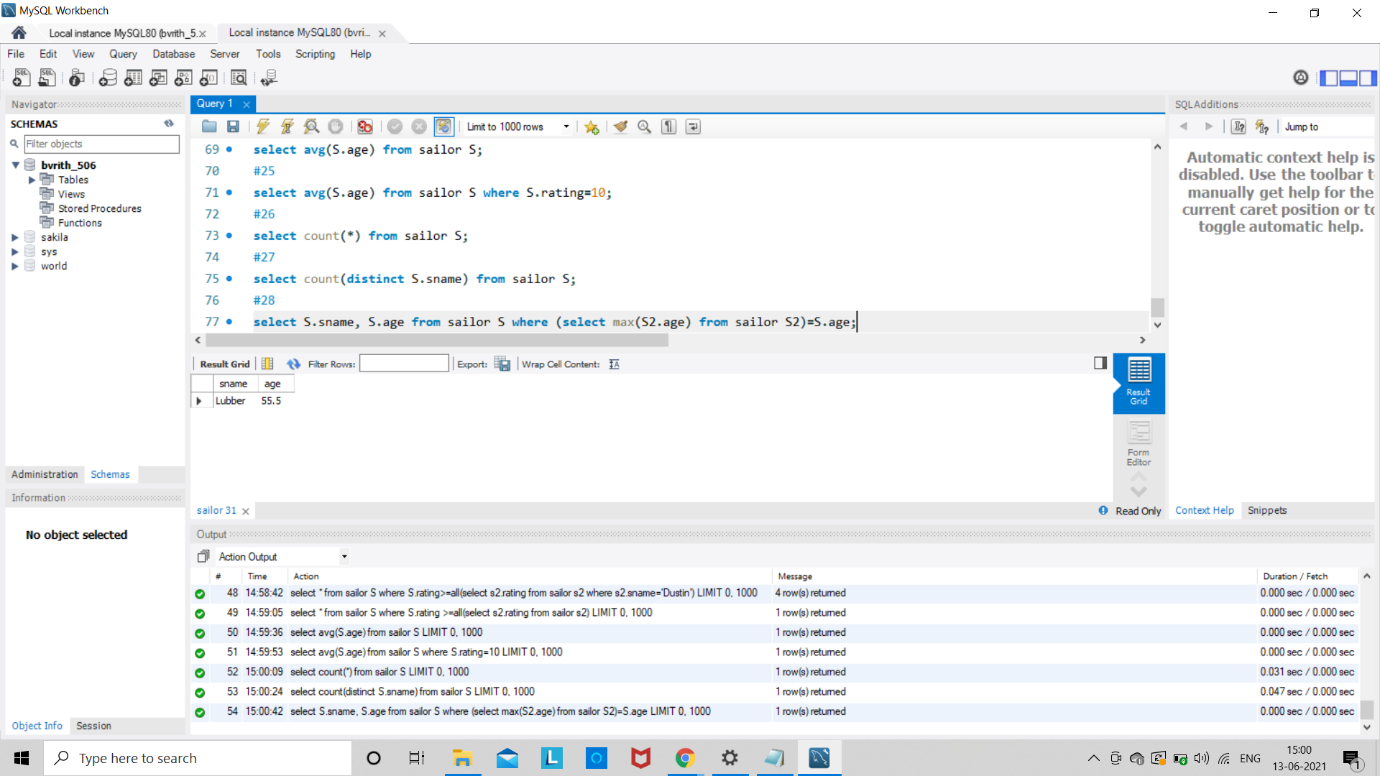 MySQL Workbench
Local instance MySQL80 (bvrith_5.x Local instance MySQL80 (bvri... x
File Edit View Query Database Server Tools Scripting Help
Navigator
SCHEMAS
Filter objects
bvrith_506
Tables
Views
Stored Procedures
Functions
sakila
sys
world
Administration Schemas
Information
No object selected
Object Info Session
Query 1 x
Limit to 1000 rows
69 select avg(S.age) from sailor S;
70 #25
71 select avg(S.age) from sailor S where S.rating=10;
72 #26
73 select count(*) from sailor S;
74 #27
75 select count(distinct S.sname) from sailor S;
76 #28
77 select S.sname, S.age from sailor S where (select max(S2.age) from sailor S2)=S.age;
Result Grid Filter Rows: Export: Wrap Cell Content:
sname age
Lubber 55.5
Result
Grid
Form
Editor
sailor 31 x
Read Only
SQLAdditions
Jump to
Automatic context help is
disabled. Use the toolbar t
manually get help for the
current caret position or to
toggle automatic help.
Context Help Snippets
Output
Action Output
# Time Action Message Duration / Fetch
48 14:58:42 select * from sailor S where S.rating>=all(select s2.rating from sailor s2 where s2.sname='Dustin') LIMIT 0, 1000 4 row(s) returned 0.000 sec / 0.000 sec
49 14:59:05 select * from sailor S where S.rating >=all(select s2.rating from sailor s2) LIMIT 0, 1000 1 row(s) returned 0.000 sec / 0.000 sec
50 14:59:36 select avg(S.age) from sailor S LIMIT 0, 1000 1 row(s) returned 0.000 sec / 0.000 sec
51 14:59:53 select avg(S.age) from sailor S where S.rating=10 LIMIT 0, 1000 1 row(s) returned 0.000 sec / 0.000 sec
52 15:00:09 select count(*) from sailor S LIMIT 0, 1000 1 row(s) returned 0.031 sec / 0.000 sec
53 15:00:24 select count(distinct S.sname) from sailor S LIMIT 0, 1000 1 row(s) returned 0.047 sec / 0.000 sec
54 15:00:42 select S.sname, S.age from sailor S where (select max(S2.age) from sailor S2)=S.age LIMIT 0, 1000 1 row(s) returned 0.000 sec / 0.000 sec
Type here to search
L
ENG
15:00
13-06-2021
1